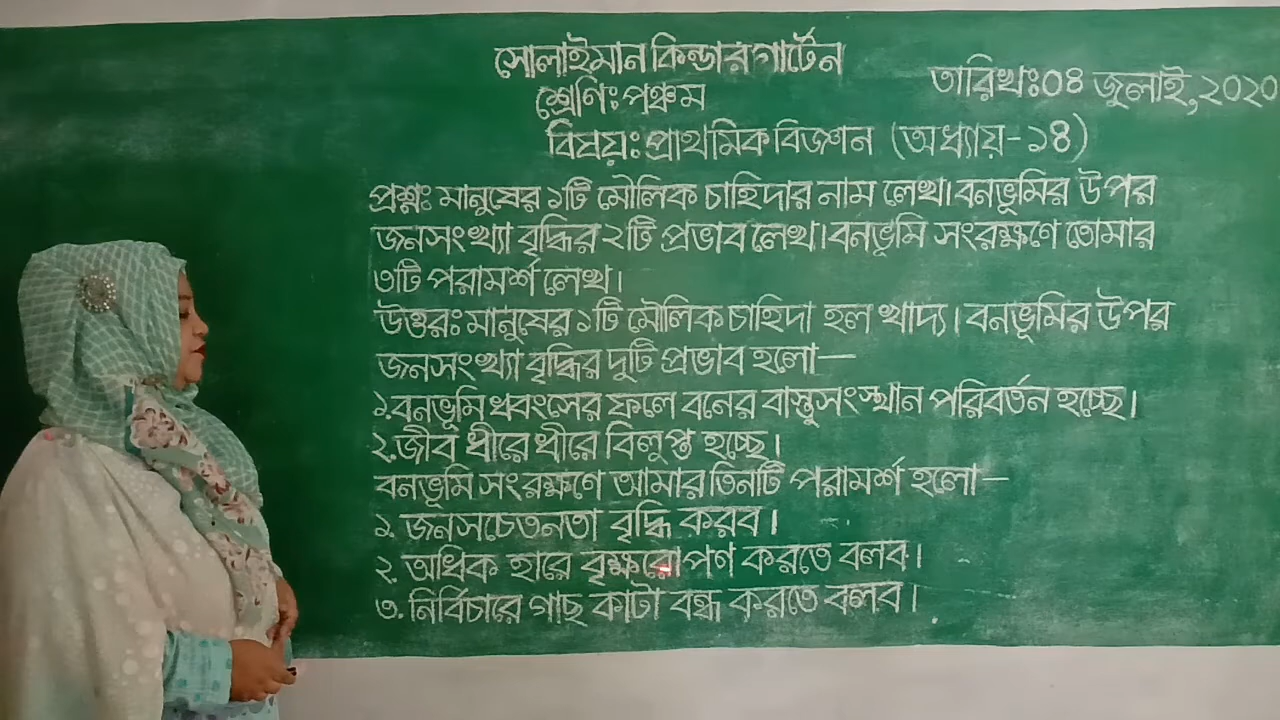 সোলাইমান কিন্ডার গার্টেন
শ্রেণিঃ পঞ্চম
তারিখঃ ০৪ জুলাই, ২০২০
বিষয়ঃ প্রাথমিক বিজ্ঞান (অধ্যায়-১৪)
প্রশ্নঃ মানুষের ১টি মৌলিক চাহিদার নাম লেখ। বনভূমির উপর
জনসংখ্যা বৃদ্ধির ২টি প্রভাব লেখ। বনভূমি সংরক্ষণে তোমার
৩টি পরামর্শ লেখ।
উত্তরঃ মানুষের ১টি মৌলিক চাহিদা হল খাদ্য। বনভূমির উপর
জনসংখ্যা বৃদ্ধির দুটি প্রভাব হলো—
১. বনভূমি ধ্বংসের ফলে বনের বাস্তুসংস্থান পরিবর্তন হচ্ছে।
২. জীব ধীরে ধীরে বিলুপ্ত হচ্ছে।
বনভূমি সংরক্ষণে আমার তিনটি পরামর্শ হলো—
১. জনসচেতনতা বৃদ্ধি করব।
২. অধিক হারে বৃক্ষরোপণ করতে বলব।
৩. নির্বিচারে গাছ কাটা বন্ধ করতে বলব।